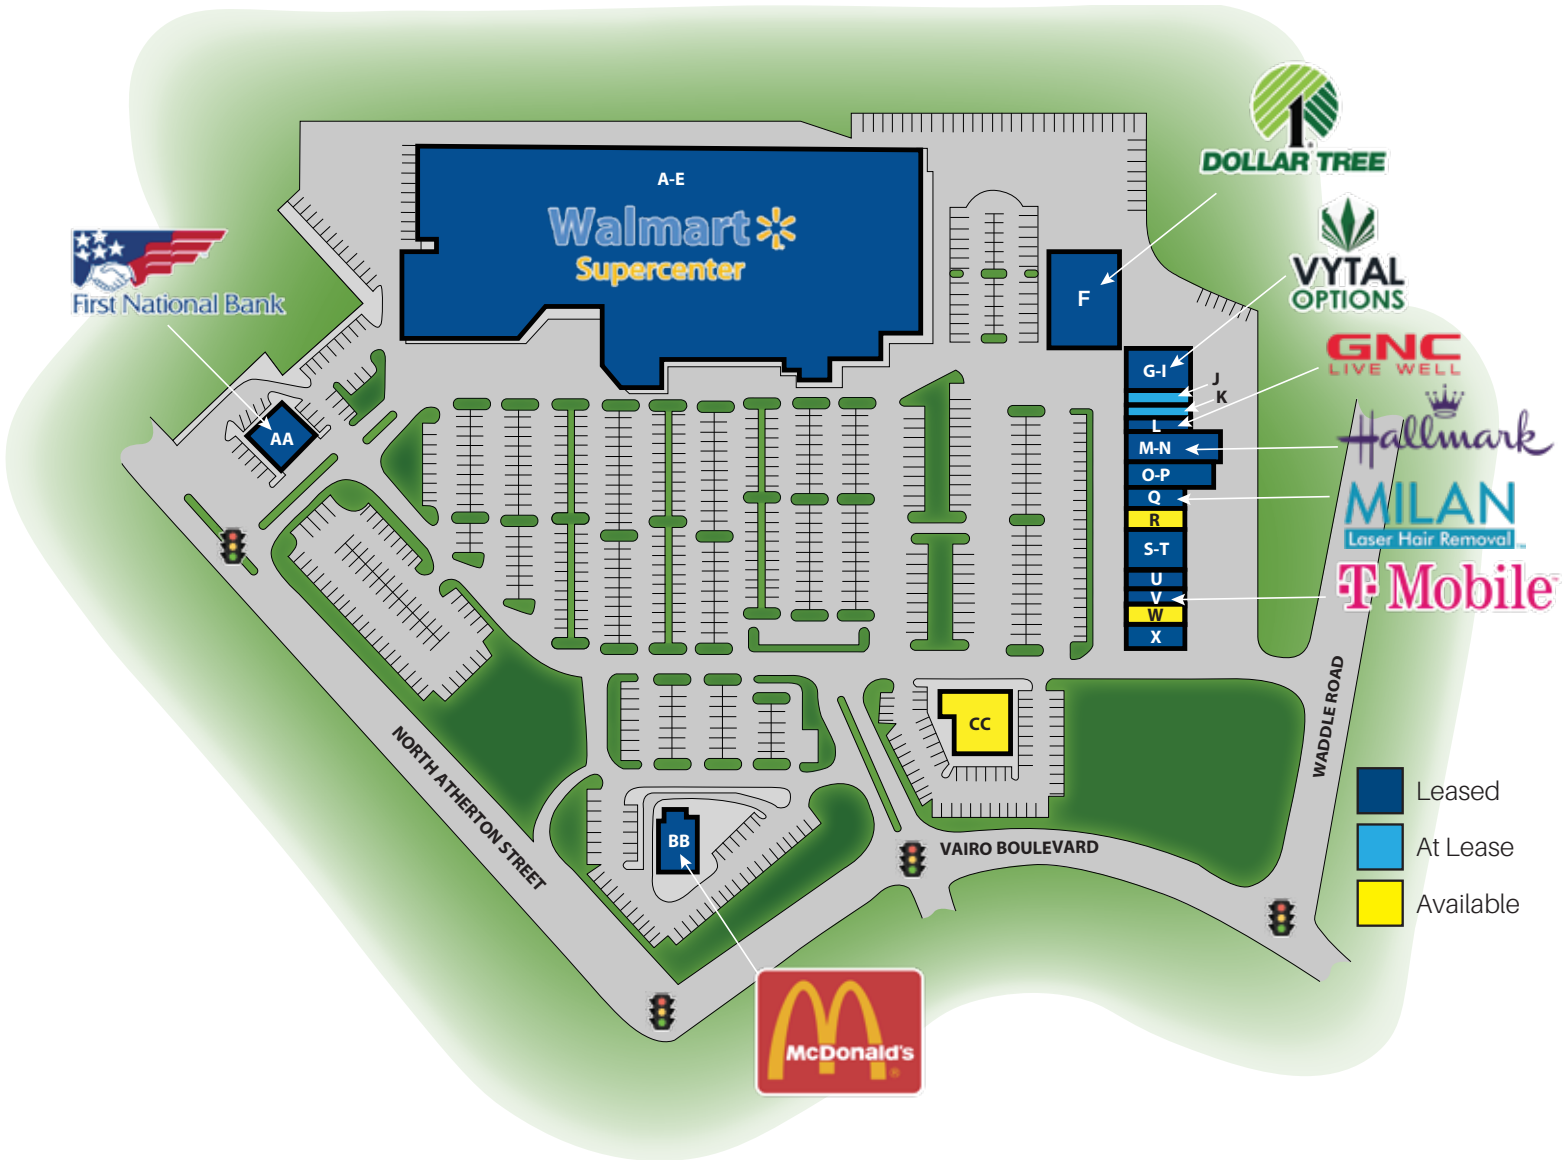 DOLLAR TREE
A-E
Walmart
Supercenter
First National Bank
VYTAL
OPTIONS
F
GNC
LIVE WELL
G-I
J
K
L
Hallmark
AA
M-N
O-P
Q
MILAN
Laser Hair Removal
R
S-T
U
V
T Mobile
W
X
CC
WADDLE ROAD
NORTH ATHERTON STREET
Leased
BB
VAIRO BOULEVARD
At Lease
Available
McDonald's